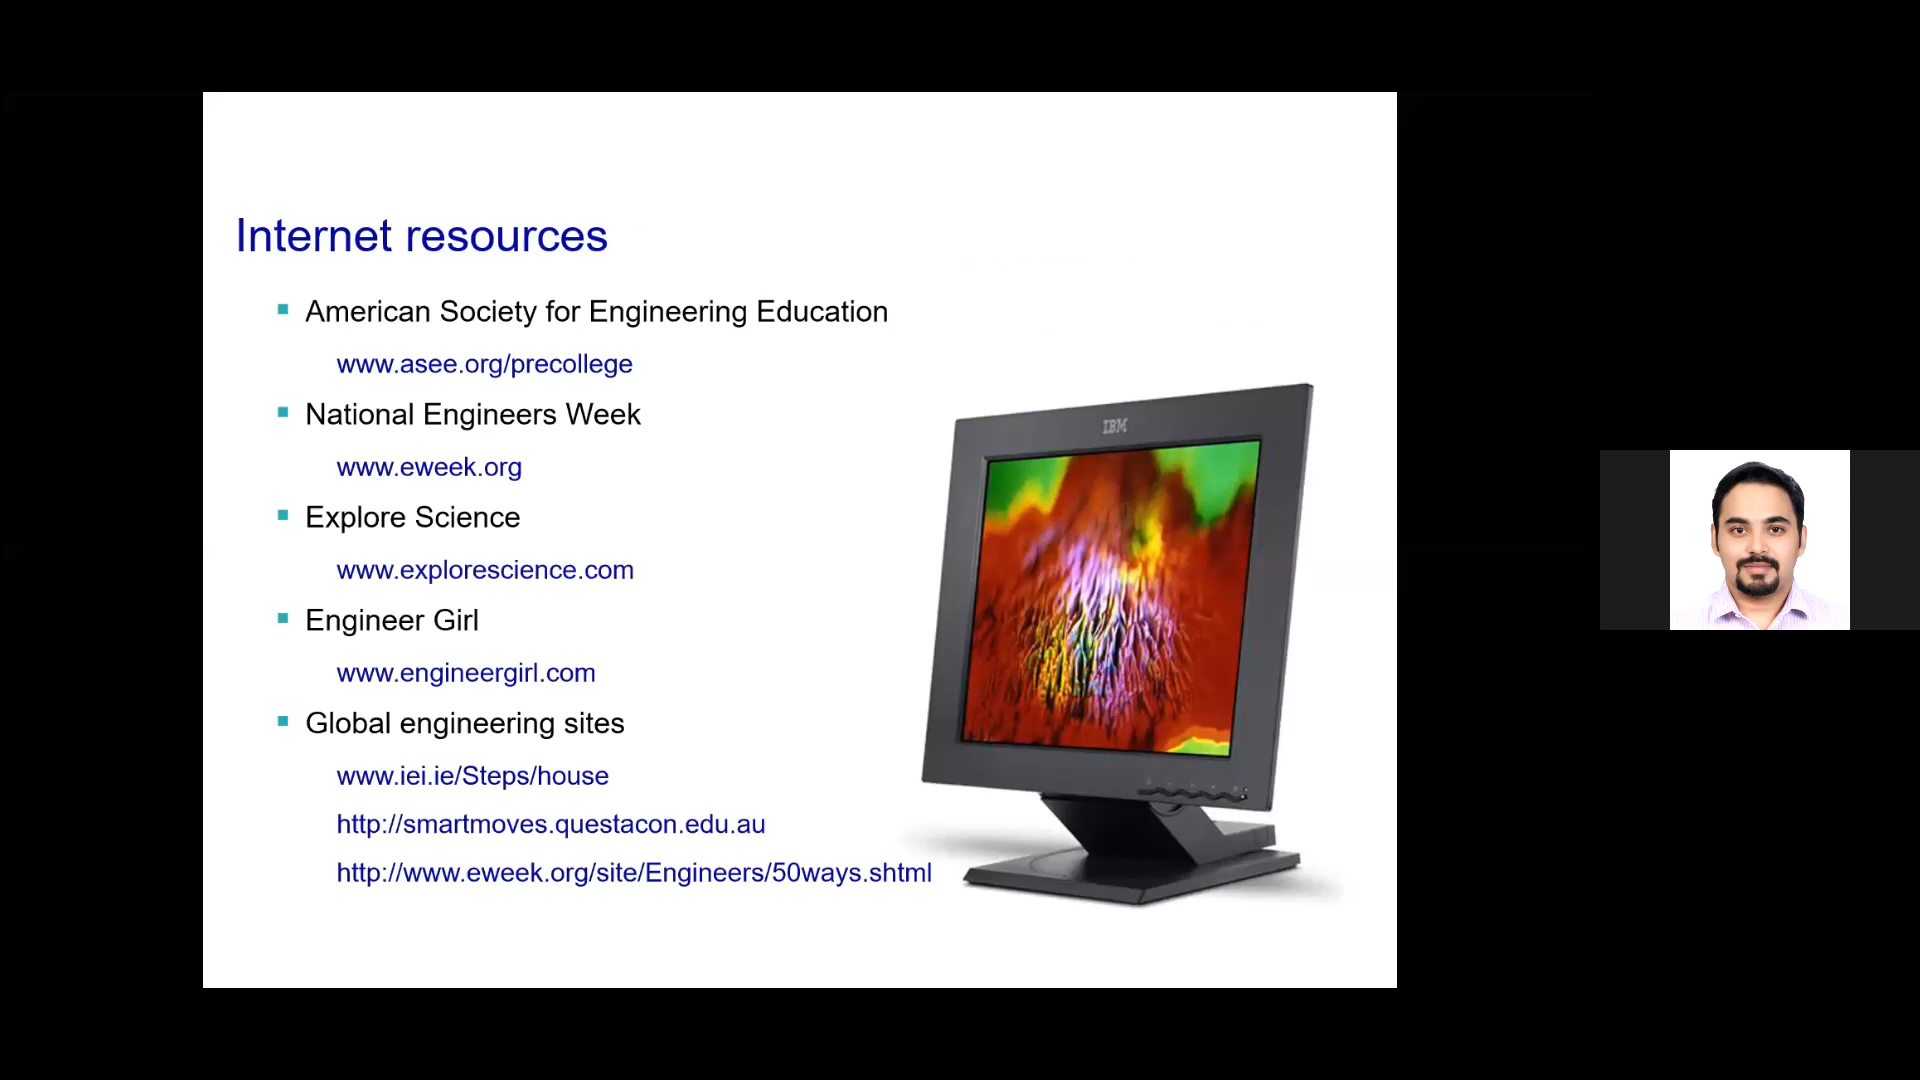 Internet resources
American Society for Engineering Education
www.asee.org/precollege
National Engineers Week
www.eweek.org
Explore Science
www.explorescience.com
Engineer Girl
www.engineergirl.com
Global engineering sites
www.iei.ie/Steps/house
http://smartmoves.questacon.edu.au
http://www.eweek.org/site/Engineers/50ways.shtml
IBM